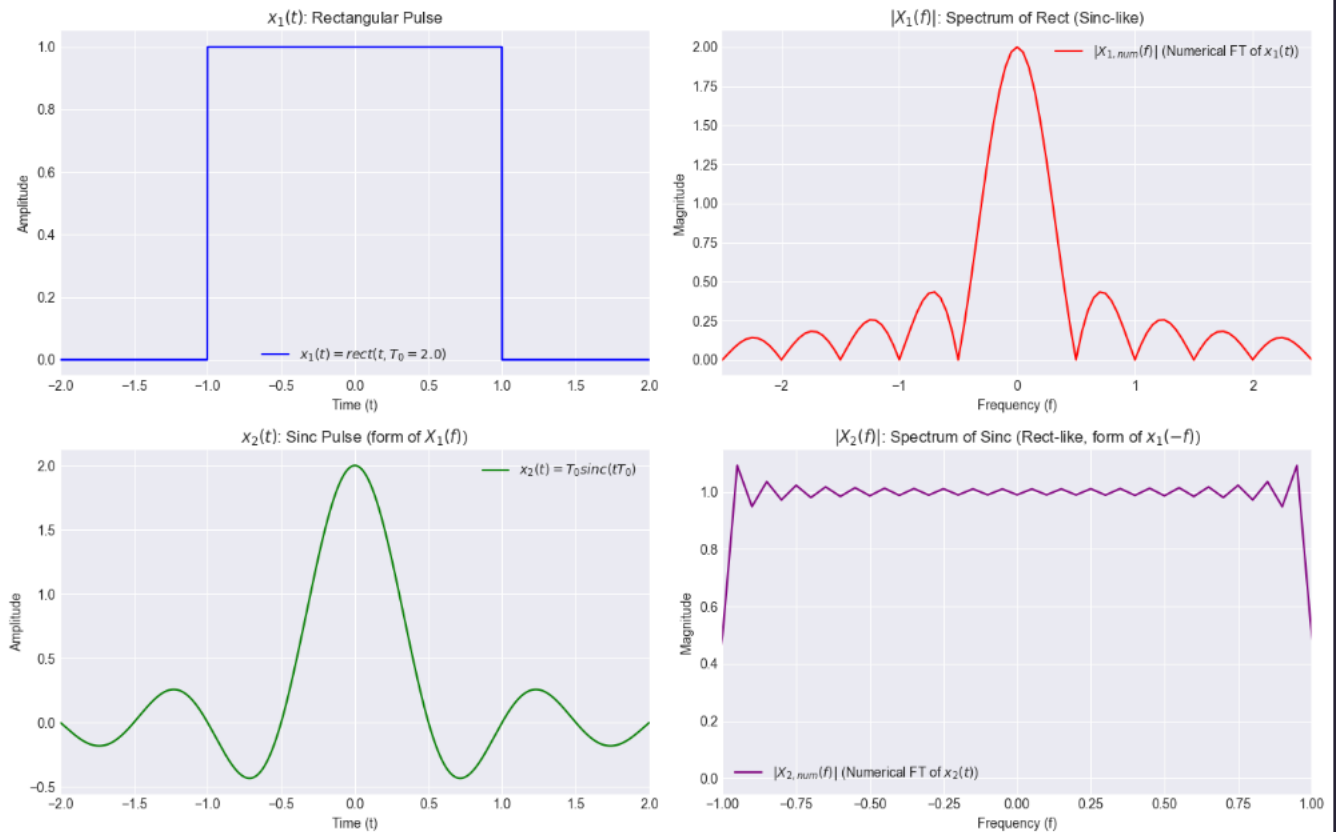 x₁(t): Rectangular Pulse
1.0
0.8
0.6
0.4
0.2
0.0
Amplitude
x₁(t) = rect(t, T₀ = 2.0)
−2.0 −1.5 −1.0 −0.5 0.0 0.5 1.0 1.5 2.0
Time (t)
|X₁(f)|: Spectrum of Rect (Sinc-like)
2.00
1.75
1.50
1.25
1.00
0.75
0.50
0.25
0.00
Magnitude
|X₁,num(f)| (Numerical FT of x₁(t))
−2 −1 0 1 2
Frequency (f)
x₂(t): Sinc Pulse (form of X₁(f))
2.0
1.5
1.0
0.5
0.0
−0.5
Amplitude
x₂(t) = T₀sinc(tT₀)
−2.0 −1.5 −1.0 −0.5 0.0 0.5 1.0 1.5 2.0
Time (t)
|X₂(f)|: Spectrum of Sinc (Rect-like, form of x₁(−f))
1.0
0.8
0.6
0.4
0.2
0.0
Magnitude
|X₂,num(f)| (Numerical FT of x₂(t))
−1.00 −0.75 −0.50 −0.25 0.00 0.25 0.50 0.75 1.00
Frequency (f)